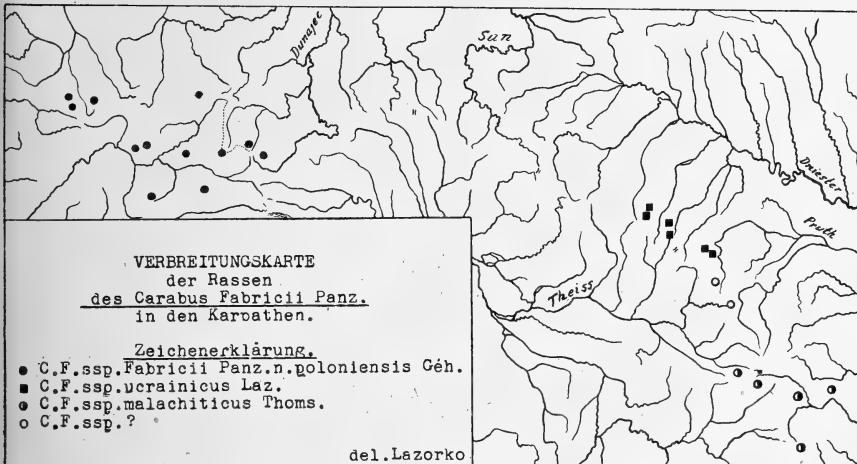 Dunajec
San
Dniester
Pruth
Theiss
VERBREITUNGSKARTE
der Rassen
des Carabus Fabricii Panz.
in den Karpathen.
Zeichenerklärung.
● C.F.ssp.Fabricii Panz.n.poloniensis Géh.
■ C.F.ssp.ucrainicus Laz.
◑ C.F.ssp.malachiticus Thoms.
○ C.F.ssp.?
del.Lazorko